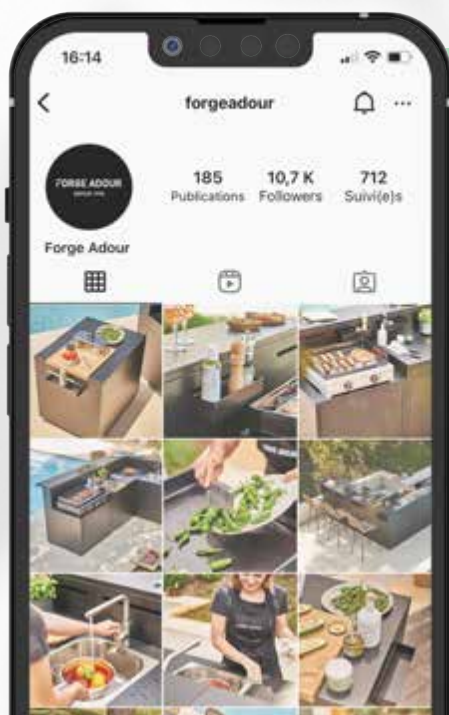 16:14
forgeadour
FORGE ADOUR
185
10,7 K
712
Publications
Followers
Suivi(e)s
Forge Adour